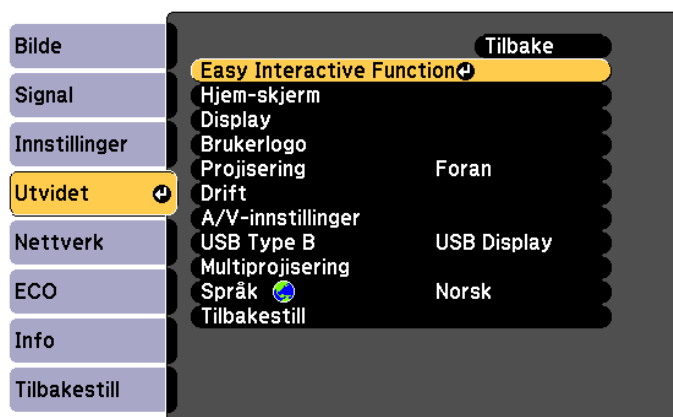 Bilde
Signal
Innstillinger
Utvidet
Nettverk
ECO
Info
Tilbakestill
Tilbake
Easy Interactive Function
Hjem-skjerm
Display
Brukerlogo
Projisering Foran
Drift
A/V-innstillinger
USB Type B USB Display
Multiprojisering
Språk Norsk
Tilbakestill